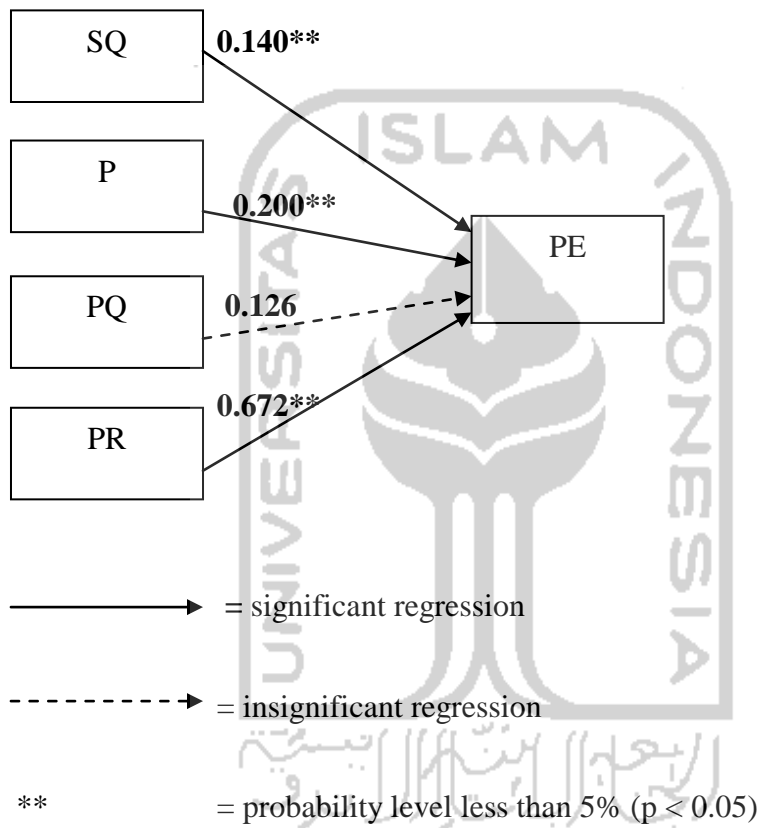 SQ
0.140**
P
0.200**
PE
PQ
0.126
PR
0.672**
= significant regression
= insignificant regression
** = probability level less than 5% (p < 0.05)
UNIVERSITAS
ISLAM
INDONESIA